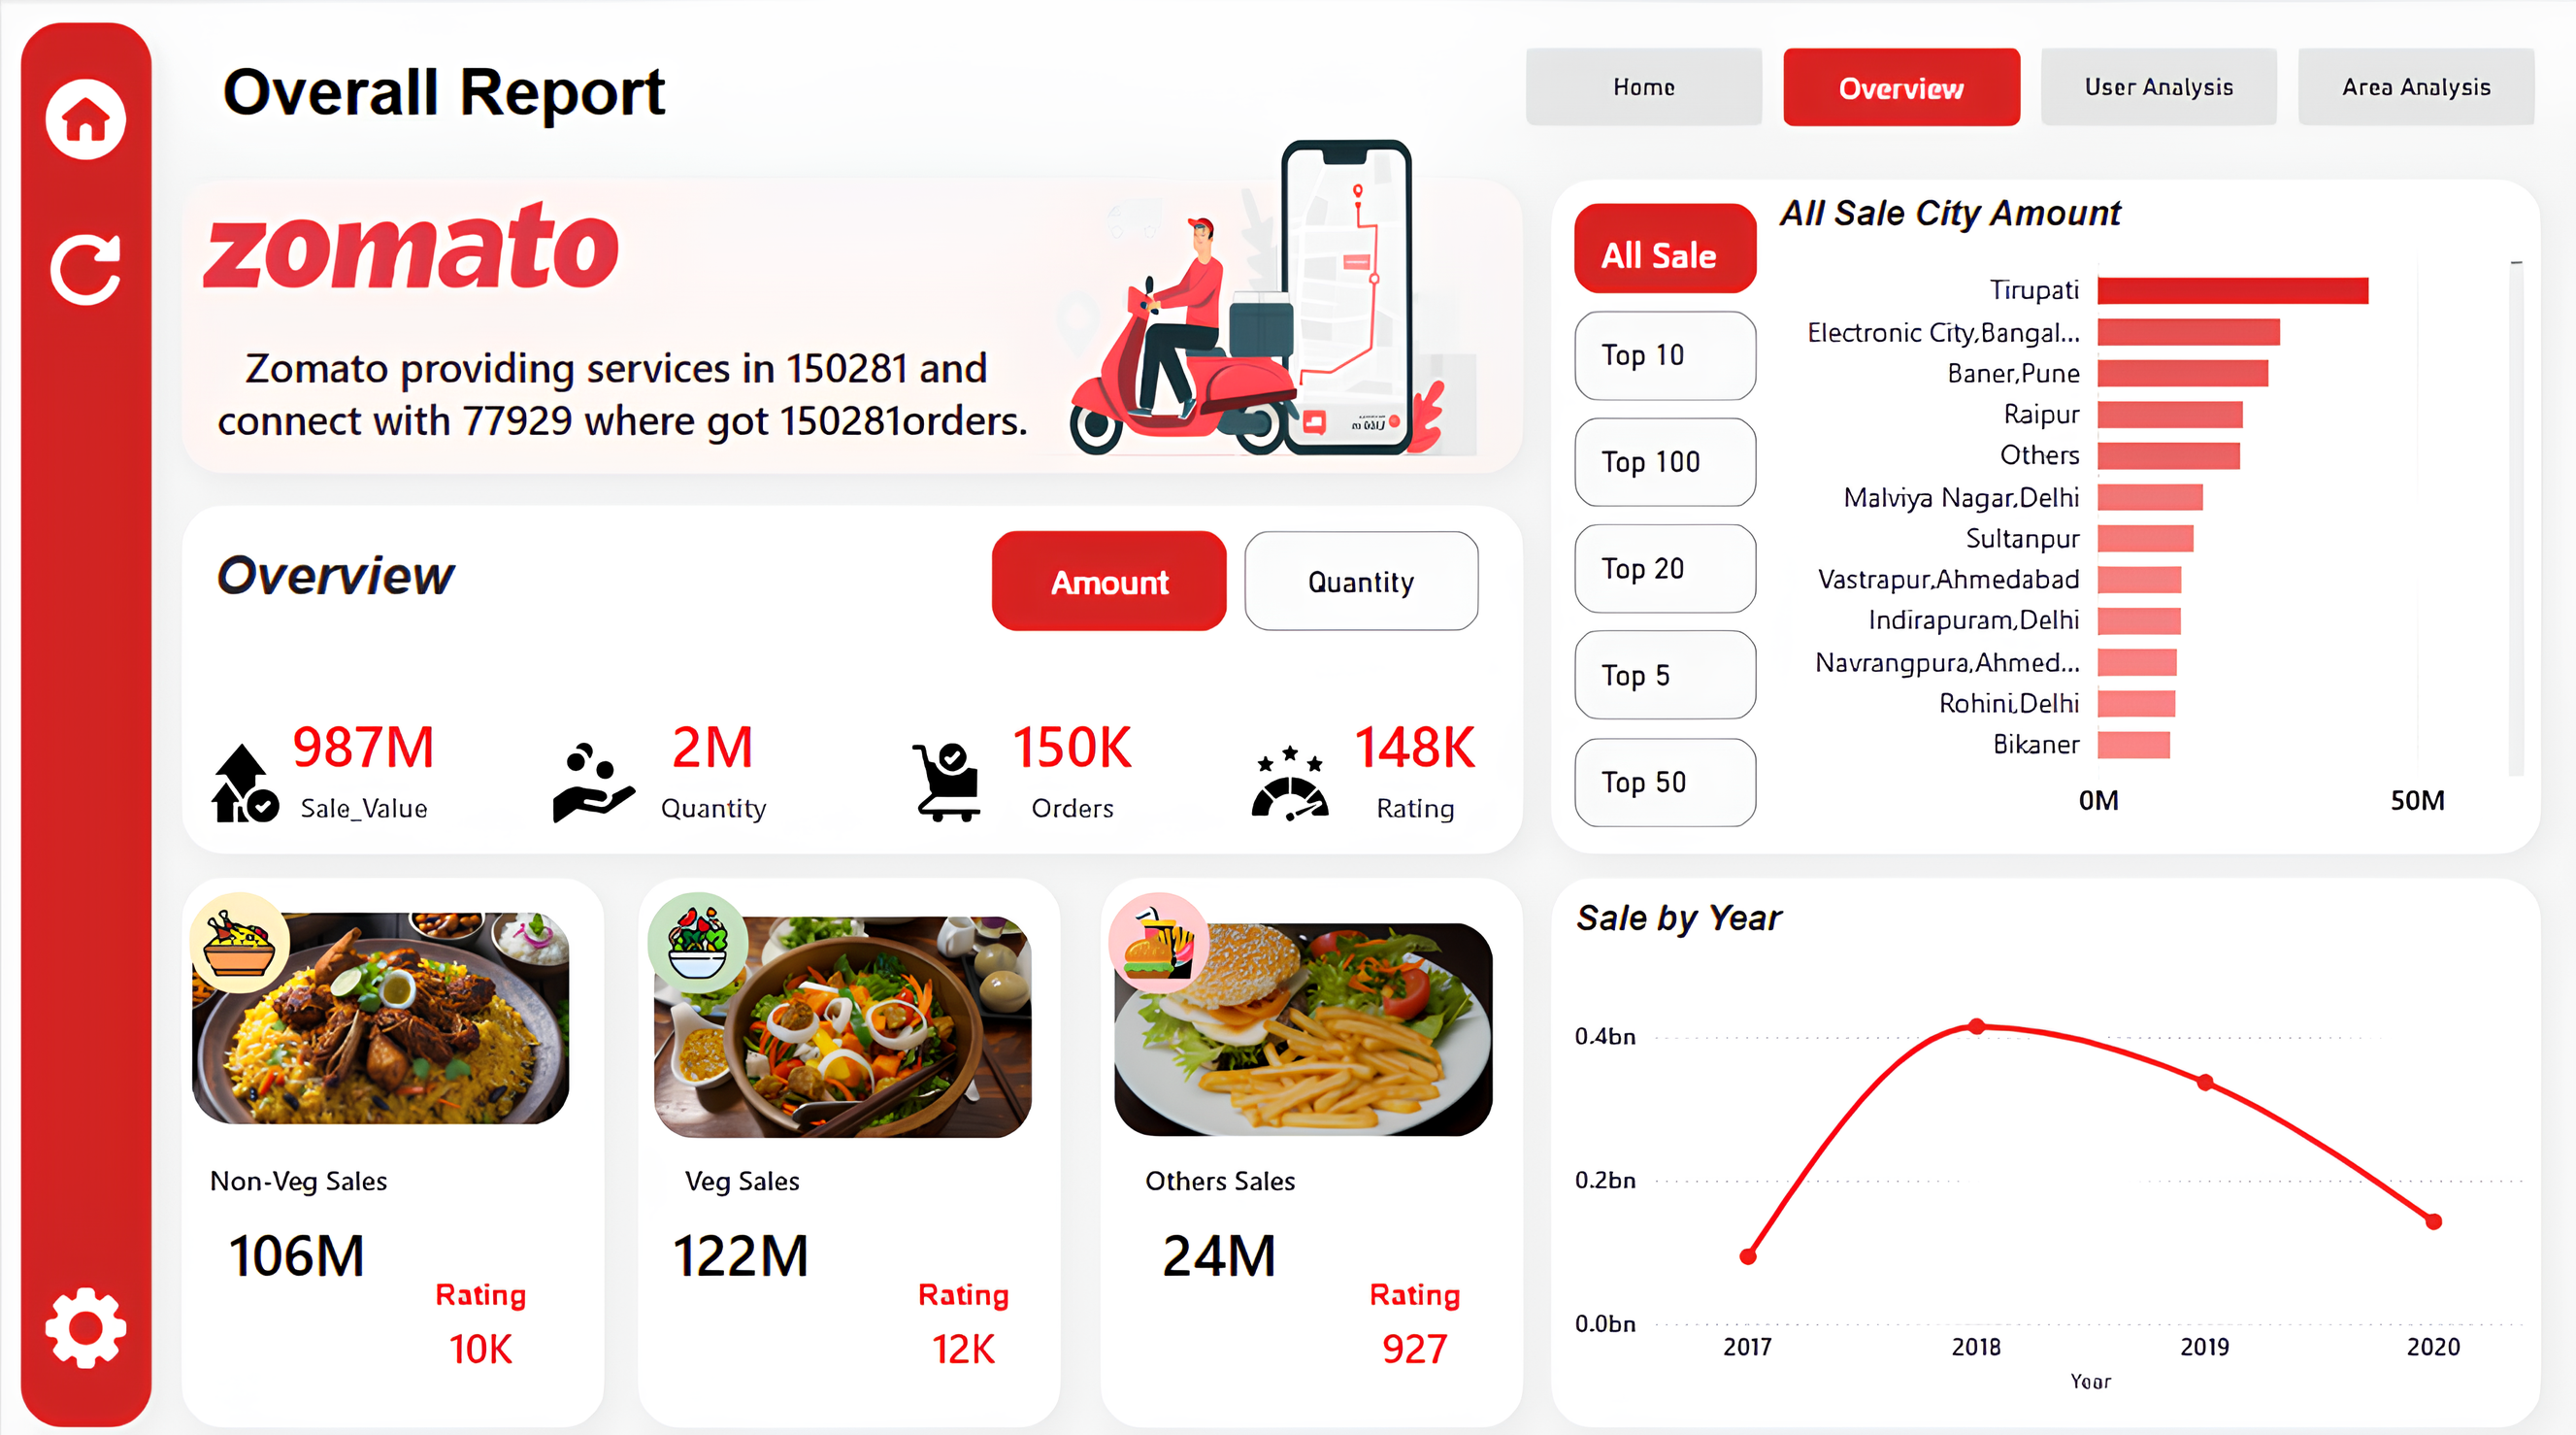 Overall Report
Home
Overview
User Analysis
Area Analysis
zomato
Zomato providing services in 150281 and
connect with 77929 where got 150281orders.
Overview
Amount
Quantity
987M
Sale_Value
2M
Quantity
150K
Orders
148K
Rating
All Sale
Top 10
Top 100
Top 20
Top 5
Top 50
All Sale City Amount
Tirupati
Electronic City,Bangal...
Baner,Pune
Raipur
Others
Malviya Nagar,Delhi
Sultanpur
Vastrapur,Ahmedabad
Indirapuram,Delhi
Navrangpura,Ahmed...
Rohini,Delhi
Bikaner
0M
50M
Non-Veg Sales
106M
Rating
10K
Veg Sales
122M
Rating
12K
Others Sales
24M
Rating
927
Sale by Year
0.4bn
0.2bn
0.0bn
2017
2018
2019
2020
Year